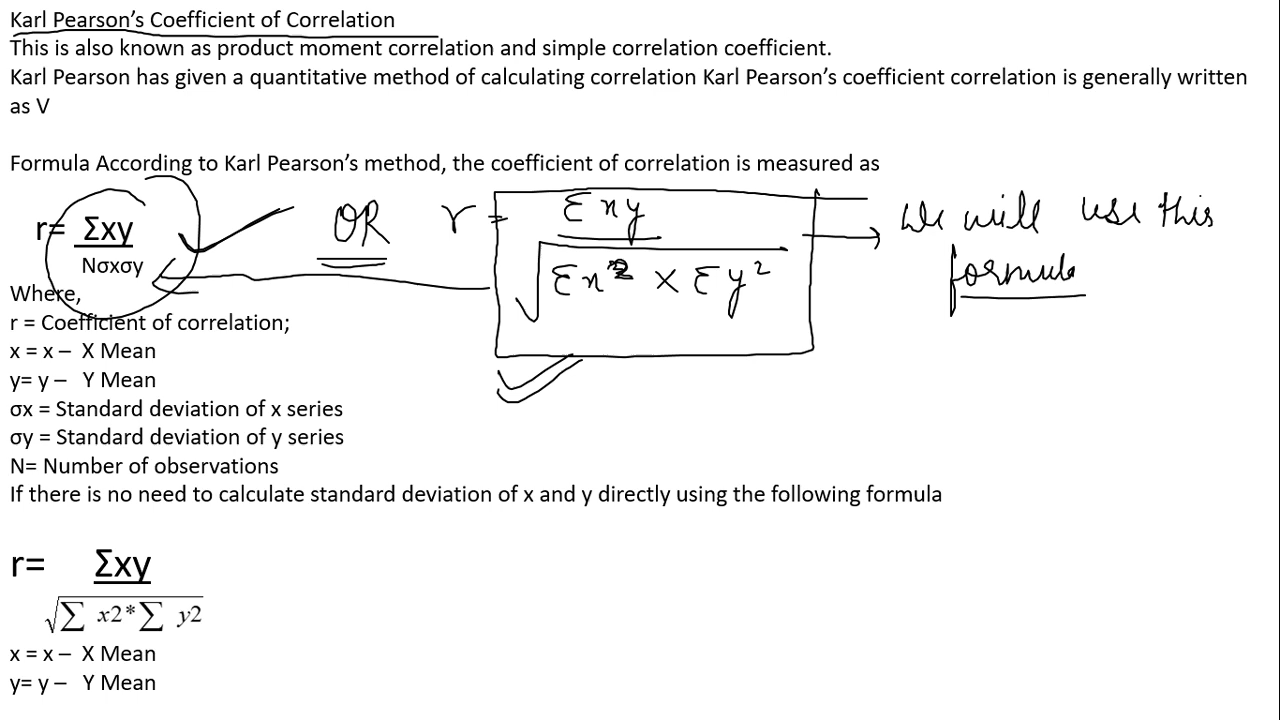 Karl Pearson’s Coefficient of Correlation
This is also known as product moment correlation and simple correlation coefficient.
Karl Pearson has given a quantitative method of calculating correlation Karl Pearson’s coefficient correlation is generally written
as V
Formula According to Karl Pearson’s method, the coefficient of correlation is measured as
r= Σxy
Nσxσy
OR
r = Σxy
√Σx² × Σy²
We will use this
formula
Where,
r = Coefficient of correlation;
x = x – X Mean
y= y – Y Mean
σx = Standard deviation of x series
σy = Standard deviation of y series
N= Number of observations
If there is no need to calculate standard deviation of x and y directly using the following formula
r= Σxy
√∑ x2*∑ y2
x = x – X Mean
y= y – Y Mean